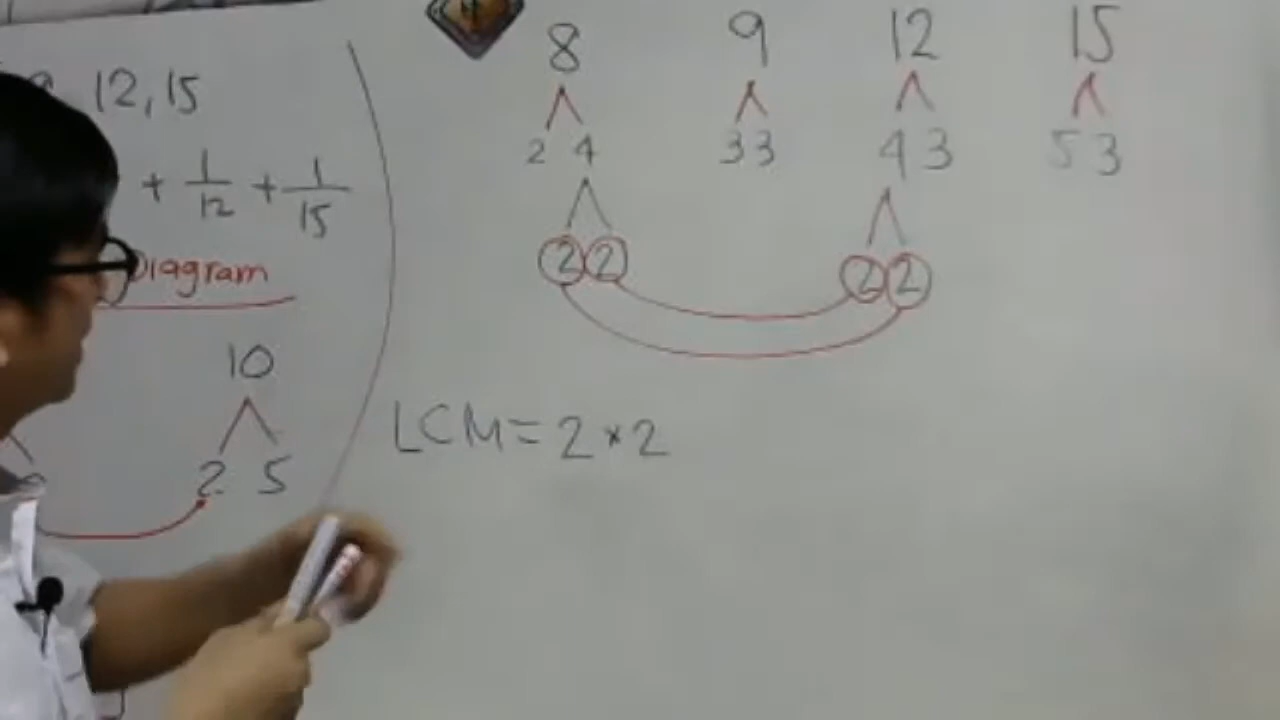 12, 15
+ 1/12 + 1/15
Diagram
10
2 5
8 9 12 15
2 4 3 3 4 3 5 3
2 2 2 2
LCM = 2 × 2